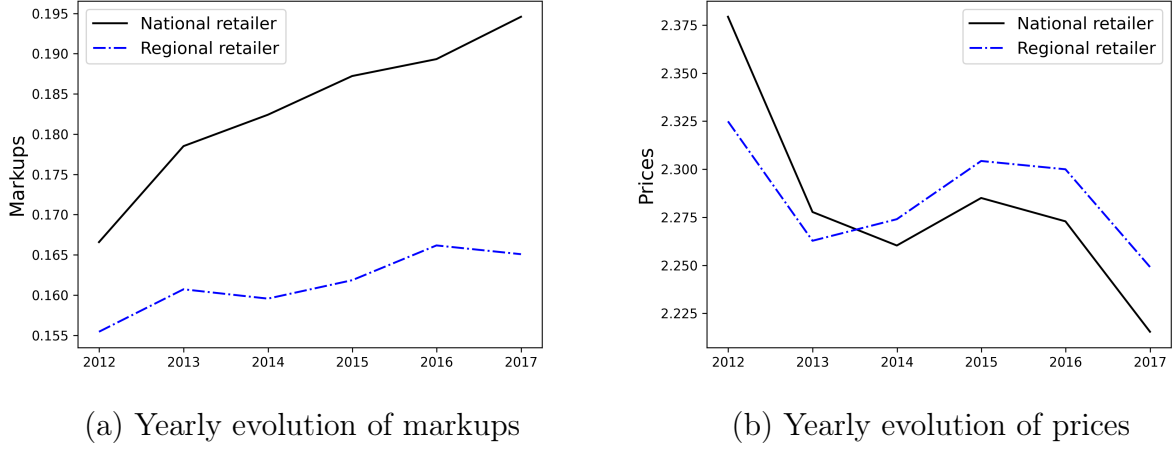 National retailer
Regional retailer
Markups
0.195
0.190
0.185
0.180
0.175
0.170
0.165
0.160
0.155
2012 2013 2014 2015 2016 2017
(a) Yearly evolution of markups
National retailer
Regional retailer
Prices
2.375
2.350
2.325
2.300
2.275
2.250
2.225
2012 2013 2014 2015 2016 2017
(b) Yearly evolution of prices